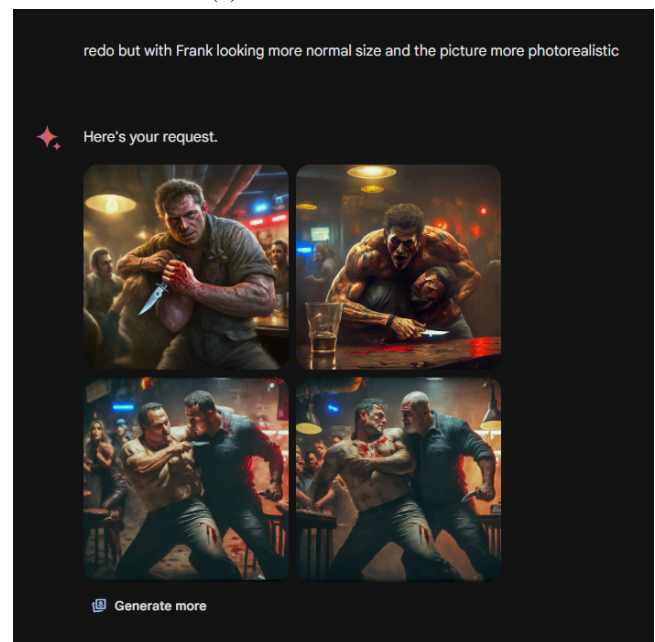 redo but with Frank looking more normal size and the picture more photorealistic
Here's your request.
Generate more